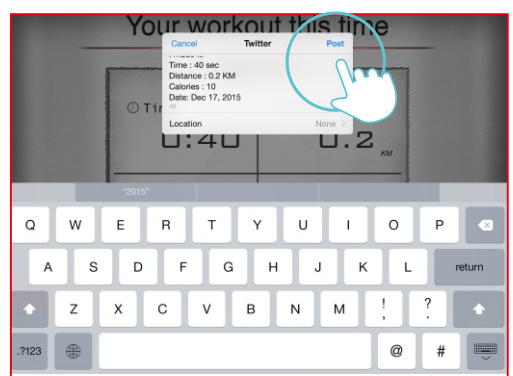 Your workout this time
Cancel Twitter Post
Time : 40 sec
Distance : 0.2 KM
Calories : 10
Date: Dec 17, 2015
Location None >
0:40 0.2 KM
"2015"
Q W E R T Y U I O P
A S D F G H J K L return
Z X C V B N M ! , ? .
.?123 @ #